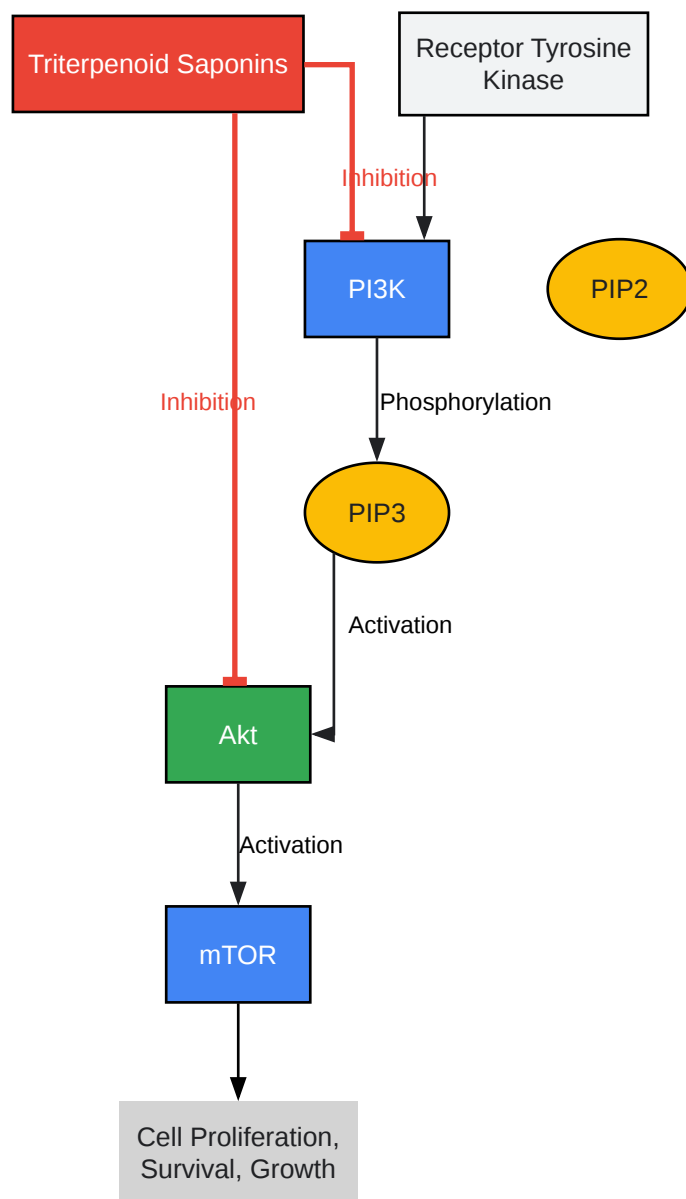 Triterpenoid Saponins
Receptor Tyrosine
Kinase
Inhibition
PI3K
PIP2
Inhibition
Phosphorylation
PIP3
Activation
Akt
Activation
mTOR
Cell Proliferation,
Survival, Growth